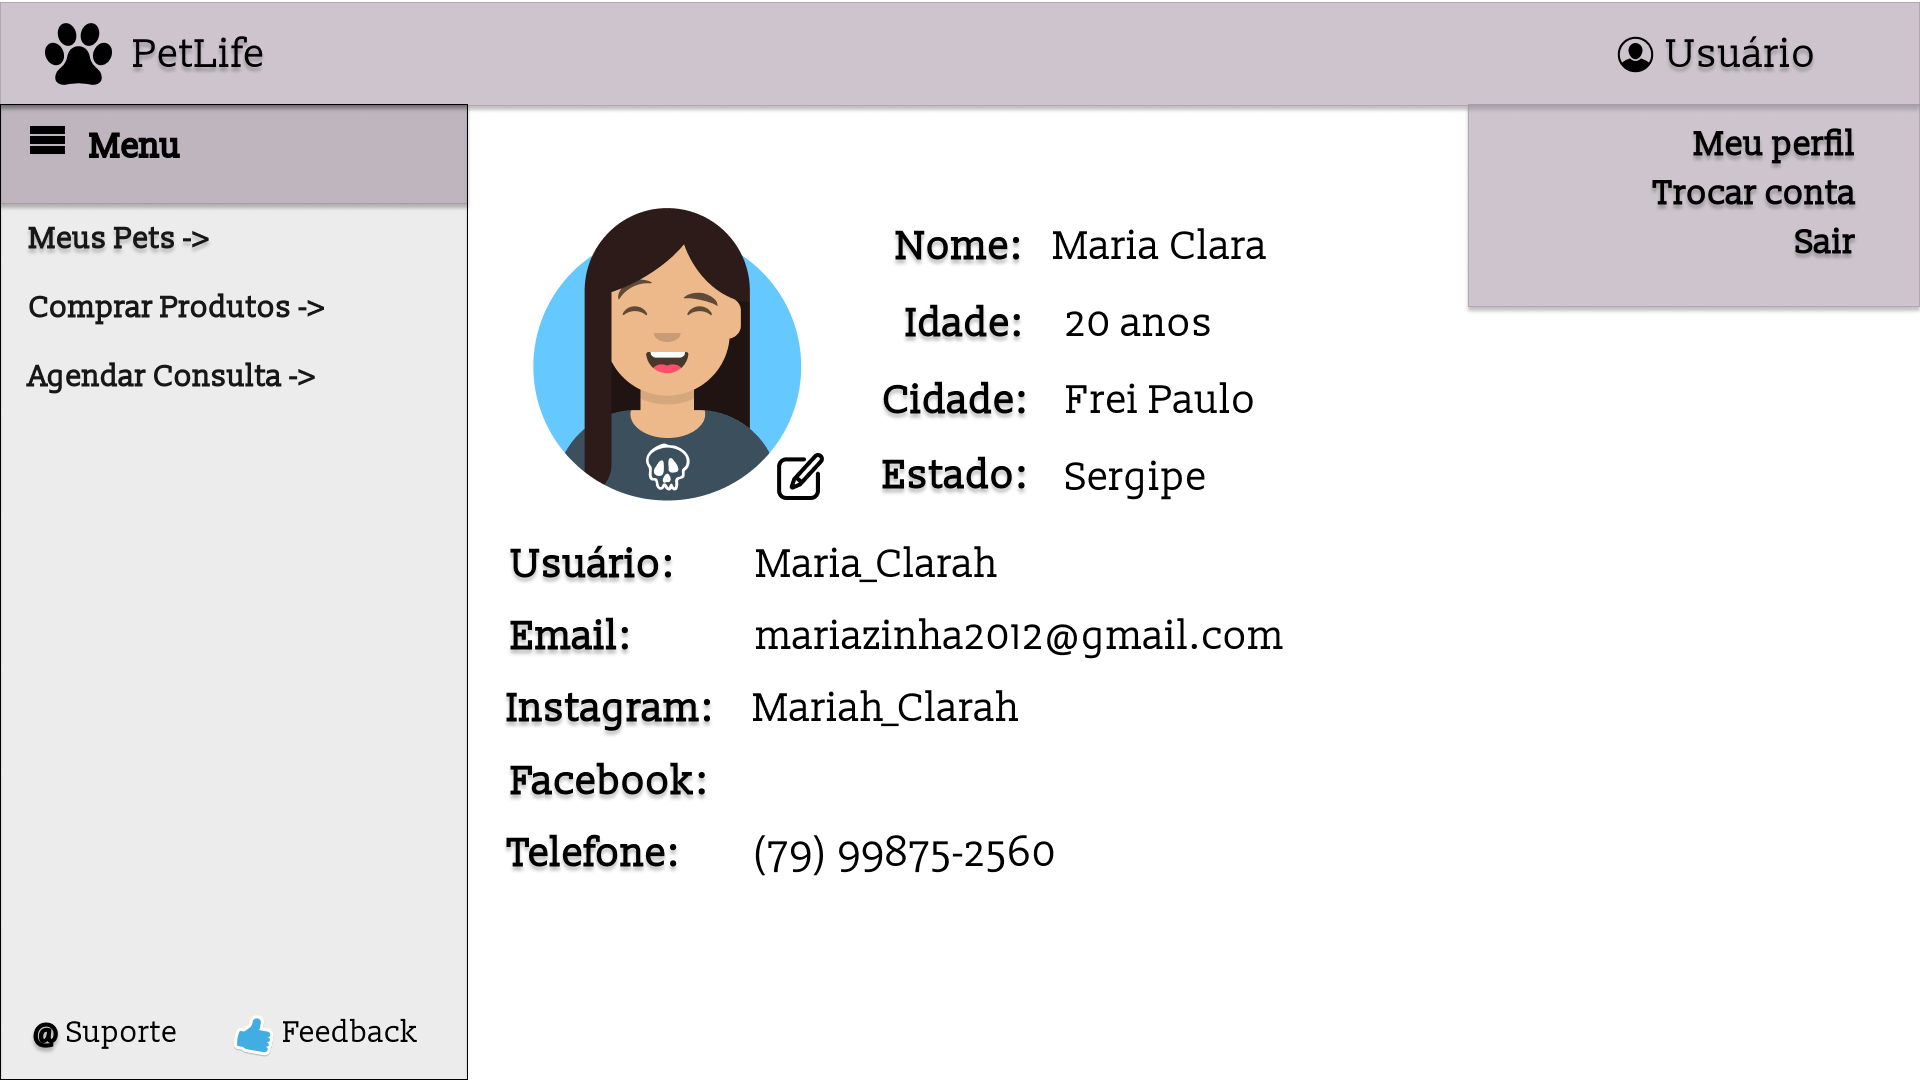 PetLife
Usuário
Menu
Meu perfil
Trocar conta
Sair
Meus Pets ->
Comprar Produtos ->
Agendar Consulta ->
Nome: Maria Clara
Idade: 20 anos
Cidade: Frei Paulo
Estado: Sergipe
Usuário: Maria_Clarah
Email: mariazinha2012@gmail.com
Instagram: Mariah_Clarah
Facebook:
Telefone: (79) 99875-2560
@ Suporte
Feedback